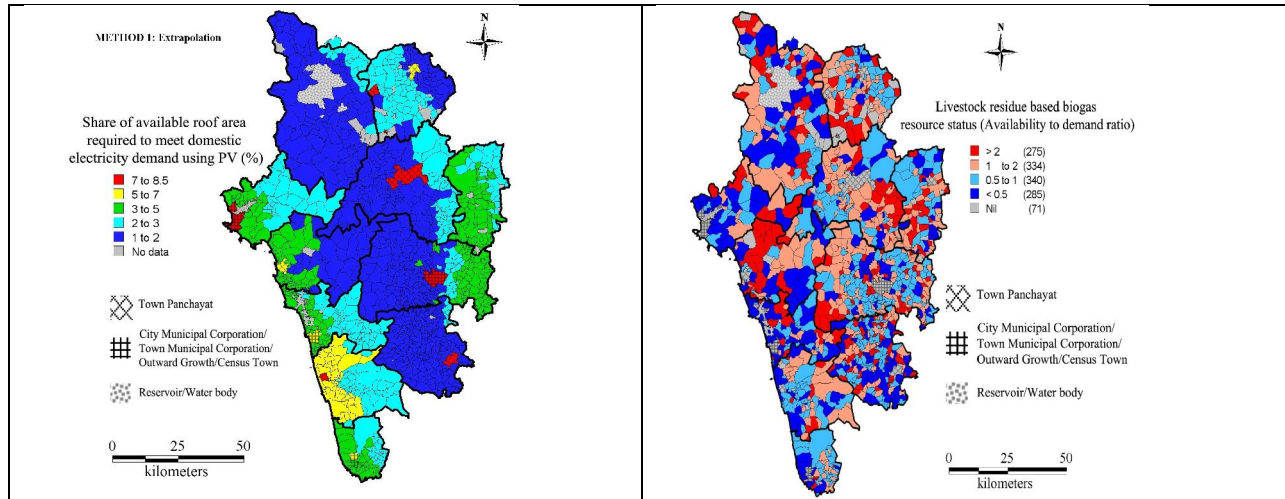 METHOD 1: Extrapolation
N
Share of available roof area
required to meet domestic
electricity demand using PV (%)
7 to 8.5
5 to 7
3 to 5
2 to 3
1 to 2
No data
Town Panchayat
City Municipal Corporation/
Town Municipal Corporation/
Outward Growth/Census Town
Reservoir/Water body
0 25 50
kilometers
N
Livestock residue based biogas
resource status (Availability to demand ratio)
> 2 (275)
1 to 2 (334)
0.5 to 1 (340)
< 0.5 (285)
Nil (71)
Town Panchayat
City Municipal Corporation/
Town Municipal Corporation/
Outward Growth/Census Town
Reservoir/Water body
0 25 50
kilometers